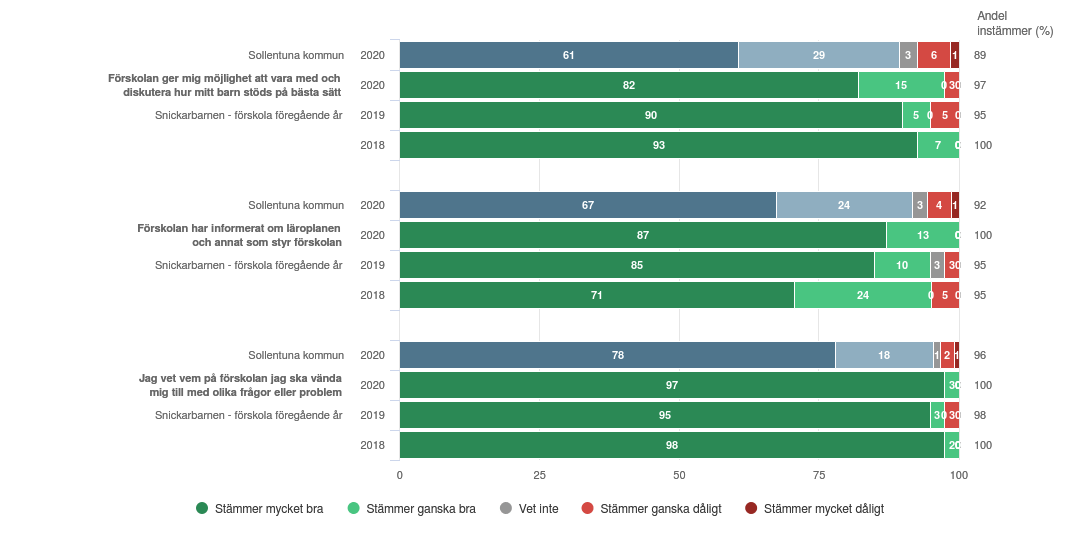 Andel
instämmer (%)
Sollentuna kommun 2020 61 29 3 6 1 89
Förskolan ger mig möjlighet att vara med och
diskutera hur mitt barn stöds på bästa sätt
2020 82 15 0 3 0 97
Snickarbarnen - förskola föregående år 2019 90 5 0 5 0 95
2018 93 7 0 100
Sollentuna kommun 2020 67 24 3 4 1 92
Förskolan har informerat om läroplanen
och annat som styr förskolan
2020 87 13 0 100
Snickarbarnen - förskola föregående år 2019 85 10 3 3 0 95
2018 71 24 0 5 0 95
Sollentuna kommun 2020 78 18 1 2 1 96
Jag vet vem på förskolan jag ska vända
mig till med olika frågor eller problem
2020 97 3 0 100
Snickarbarnen - förskola föregående år 2019 95 3 0 3 0 98
2018 98 2 0 100
0 25 50 75 100
Stämmer mycket bra Stämmer ganska bra Vet inte Stämmer ganska dåligt Stämmer mycket dåligt